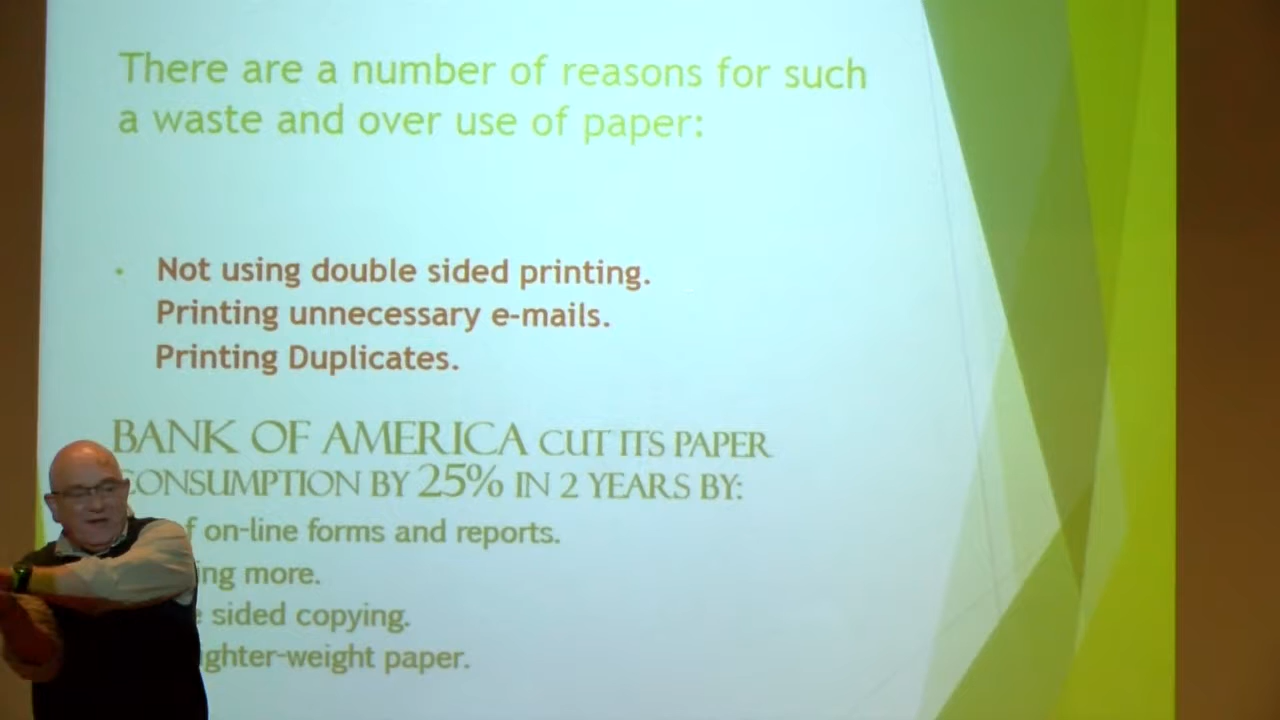 There are a number of reasons for such
a waste and over use of paper:
Not using double sided printing.
Printing unnecessary e-mails.
Printing Duplicates.
BANK OF AMERICA CUT ITS PAPER
CONSUMPTION BY 25% IN 2 YEARS BY:
on-line forms and reports.
more.
sided copying.
paper.